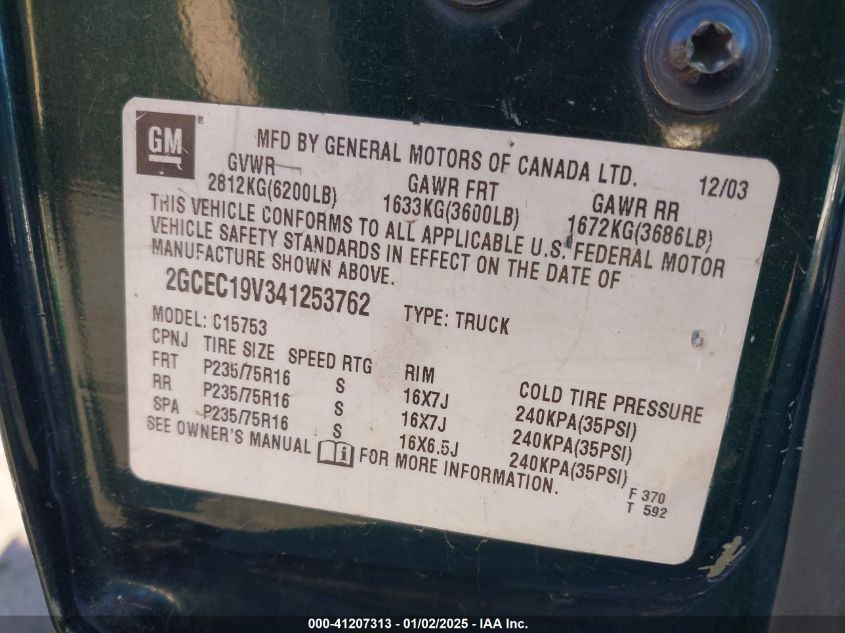 GM ®
MFD BY GENERAL MOTORS OF CANADA LTD. 12/03
GVWR GAWR FRT GAWR RR
2812KG(6200LB) 1633KG(3600LB) 1672KG(3686LB)
THIS VEHICLE CONFORMS TO ALL APPLICABLE U.S. FEDERAL MOTOR
VEHICLE SAFETY STANDARDS IN EFFECT ON THE DATE OF
MANUFACTURE SHOWN ABOVE.
2GCEC19V341253762 TYPE: TRUCK
MODEL: C15753
CPNJ TIRE SIZE SPEED RTG RIM COLD TIRE PRESSURE
FRT P235/75R16 S 16X7J 240KPA(35PSI)
RR P235/75R16 S 16X7J 240KPA(35PSI)
SPA P235/75R16 S 16X6.5J 240KPA(35PSI)
SEE OWNER'S MANUAL i FOR MORE INFORMATION.
F 370
T 592
000-41207313 - 01/02/2025 - IAAI, Inc.